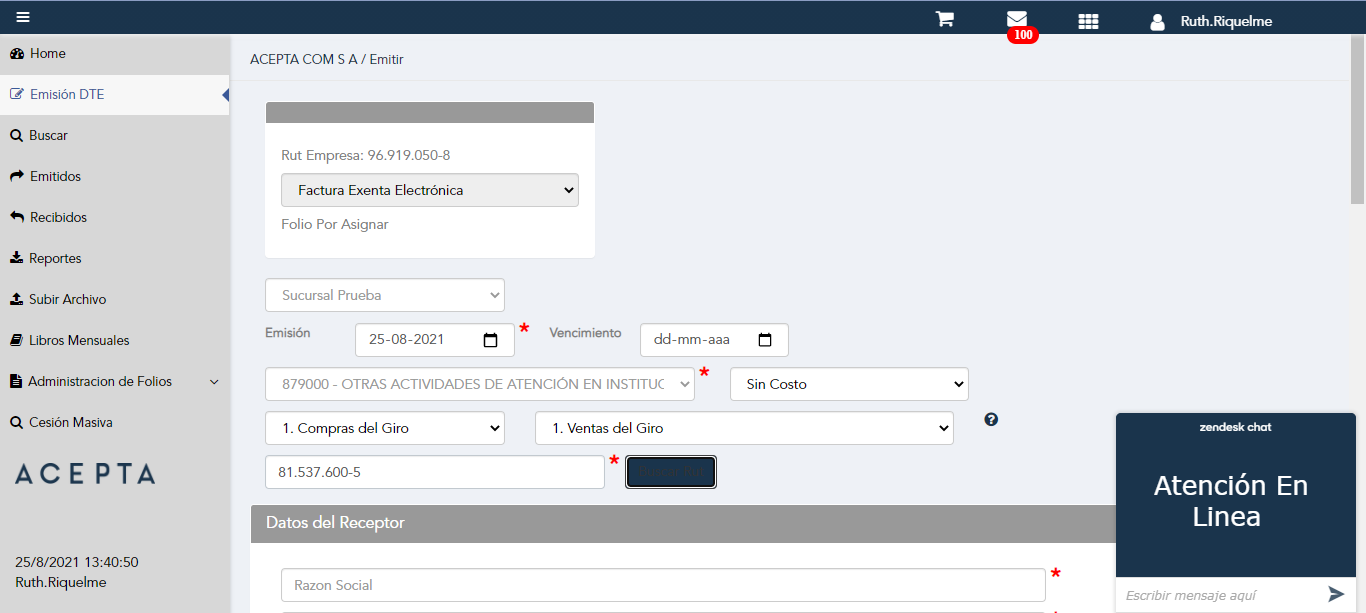 Ruth.Riquelme
100
Home
Emisión DTE
Buscar
Emitidos
Recibidos
Reportes
Subir Archivo
Libros Mensuales
Administracion de Folios
Cesión Masiva
ACEPTA
25/8/2021 13:40:50
Ruth.Riquelme
ACEPTA COM S A / Emitir
Rut Empresa: 96.919.050-8
Factura Exenta Electrónica
Folio Por Asignar
Sucursal Prueba
Emisión 25-08-2021 * Vencimiento dd-mm-aaa
879000 - OTRAS ACTIVIDADES DE ATENCIÓN EN INSTITUC * Sin Costo
1. Compras del Giro 1. Ventas del Giro ?
81.537.600-5 *
Datos del Receptor
Razon Social *
zendesk chat
Atención En
Linea
Escribir mensaje aquí